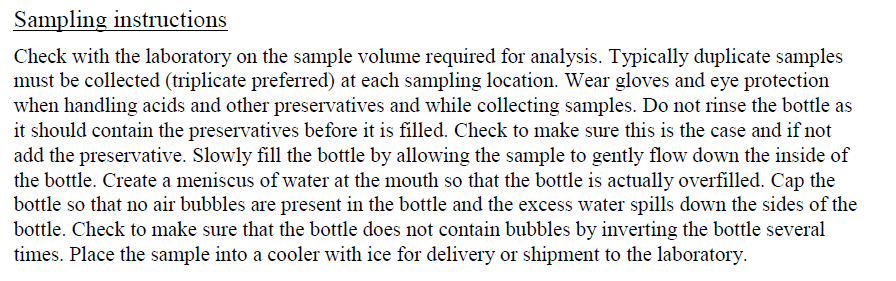 Sampling instructions
Check with the laboratory on the sample volume required for analysis. Typically duplicate samples
must be collected (triplicate preferred) at each sampling location. Wear gloves and eye protection
when handling acids and other preservatives and while collecting samples. Do not rinse the bottle as
it should contain the preservatives before it is filled. Check to make sure this is the case and if not
add the preservative. Slowly fill the bottle by allowing the sample to gently flow down the inside of
the bottle. Create a meniscus of water at the mouth so that the bottle is actually overfilled. Cap the
bottle so that no air bubbles are present in the bottle and the excess water spills down the sides of the
bottle. Check to make sure that the bottle does not contain bubbles by inverting the bottle several
times. Place the sample into a cooler with ice for delivery or shipment to the laboratory.